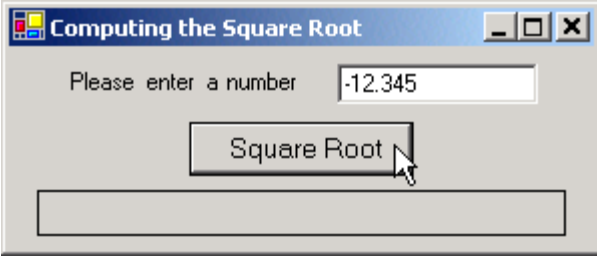 Computing the Square Root
Please enter a number -12.345
Square Root